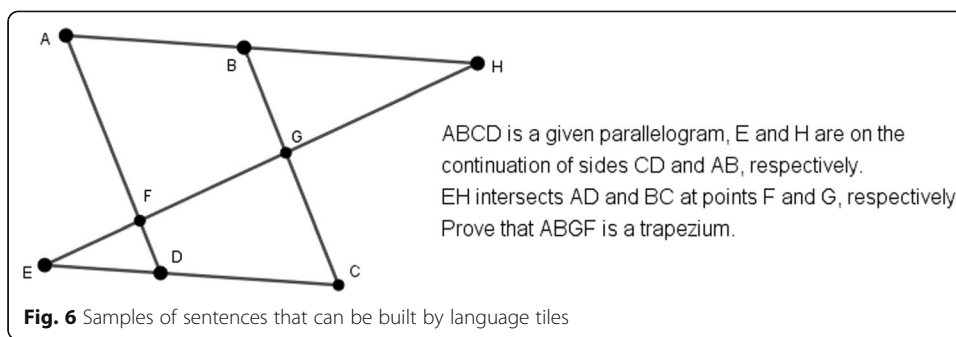 A
B
H
G
F
E
D
C
ABCD is a given parallelogram, E and H are on the
continuation of sides CD and AB, respectively.
EH intersects AD and BC at points F and G, respectively
Prove that ABGF is a trapezium.
Fig. 6 Samples of sentences that can be built by language tiles